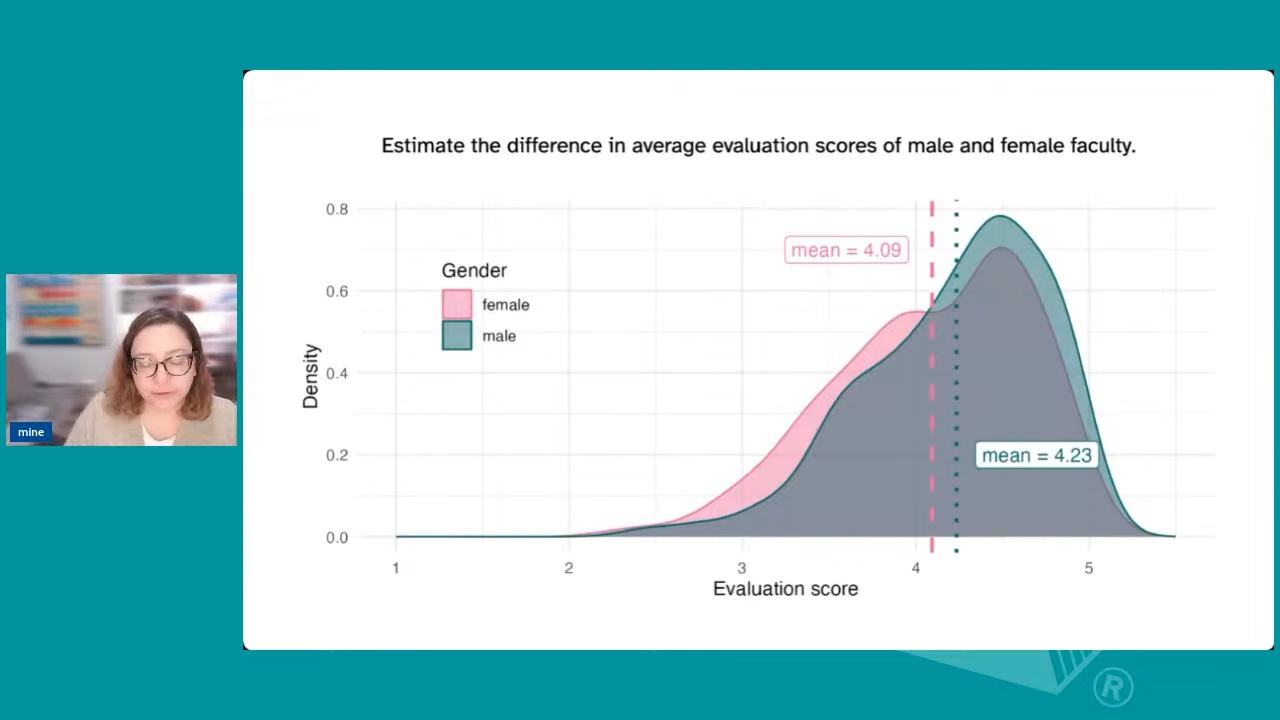 Estimate the difference in average evaluation scores of male and female faculty.
0.8
0.6
0.4
0.2
0.0
Density
Gender
female
male
mean = 4.09
mean = 4.23
1 2 3 4 5
Evaluation score
mine
®